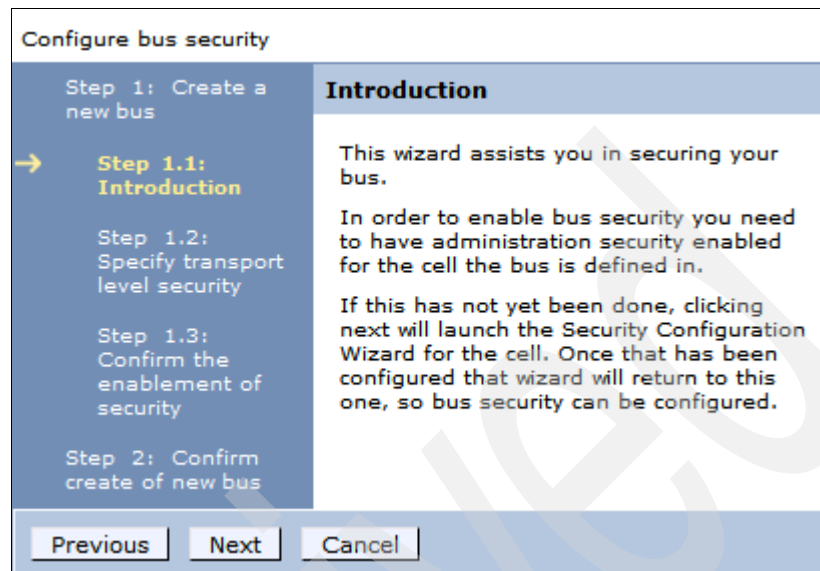 Configure bus security
Step 1: Create a
new bus
Step 1.1:
Introduction
Step 1.2:
Specify transport
level security
Step 1.3:
Confirm the
enablement of
security
Step 2: Confirm
create of new bus
Introduction
This wizard assists you in securing your
bus.
In order to enable bus security you need
to have administration security enabled
for the cell the bus is defined in.
If this has not yet been done, clicking
next will launch the Security Configuration
Wizard for the cell. Once that has been
configured that wizard will return to this
one, so bus security can be configured.
Previous Next Cancel